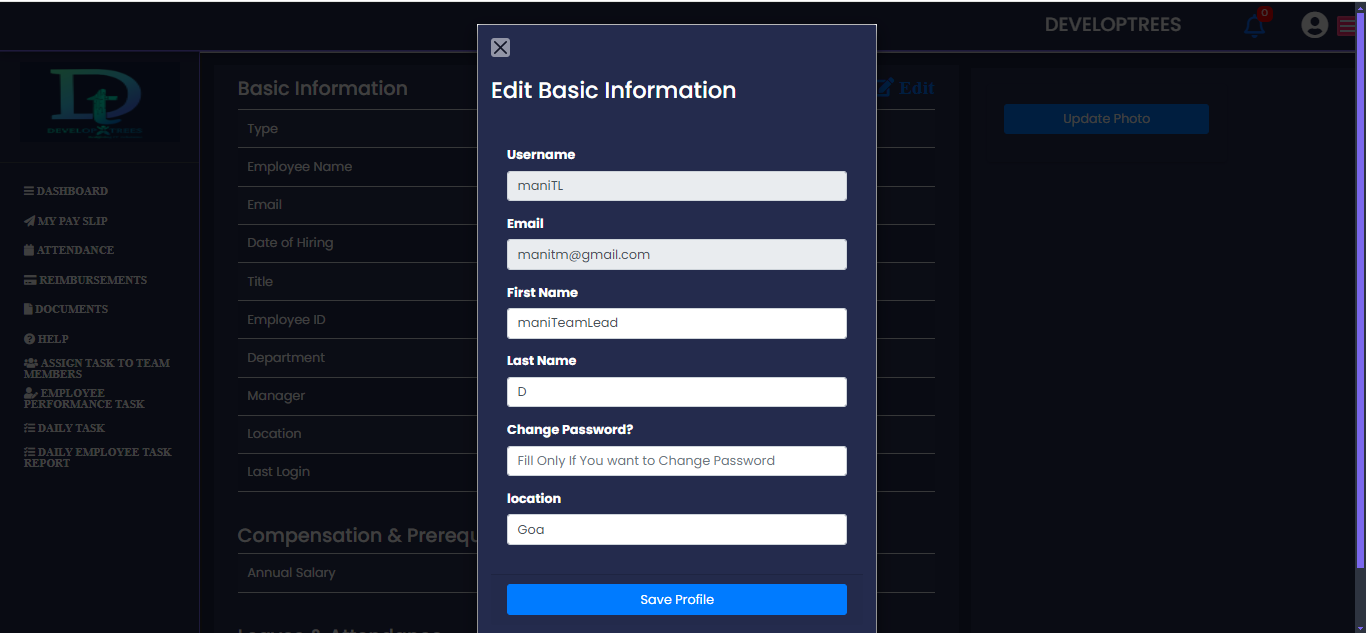 DEVELOPTREES
0
DEVELOPTREES
DASHBOARD
MY PAY SLIP
ATTENDANCE
REIMBURSEMENTS
DOCUMENTS
HELP
ASSIGN TASK TO TEAM
MEMBERS
EMPLOYEE
PERFORMANCE TASK
DAILY TASK
DAILY EMPLOYEE TASK
REPORT
Basic Information
Edit
Type
Employee Name
Email
Date of Hiring
Title
Employee ID
Department
Manager
Location
Last Login
Compensation & Prerequ
Annual Salary
Edit Basic Information
Username
maniTL
Email
manitm@gmail.com
First Name
maniTeamLead
Last Name
D
Change Password?
Fill Only If You want to Change Password
location
Goa
Save Profile
Update Photo